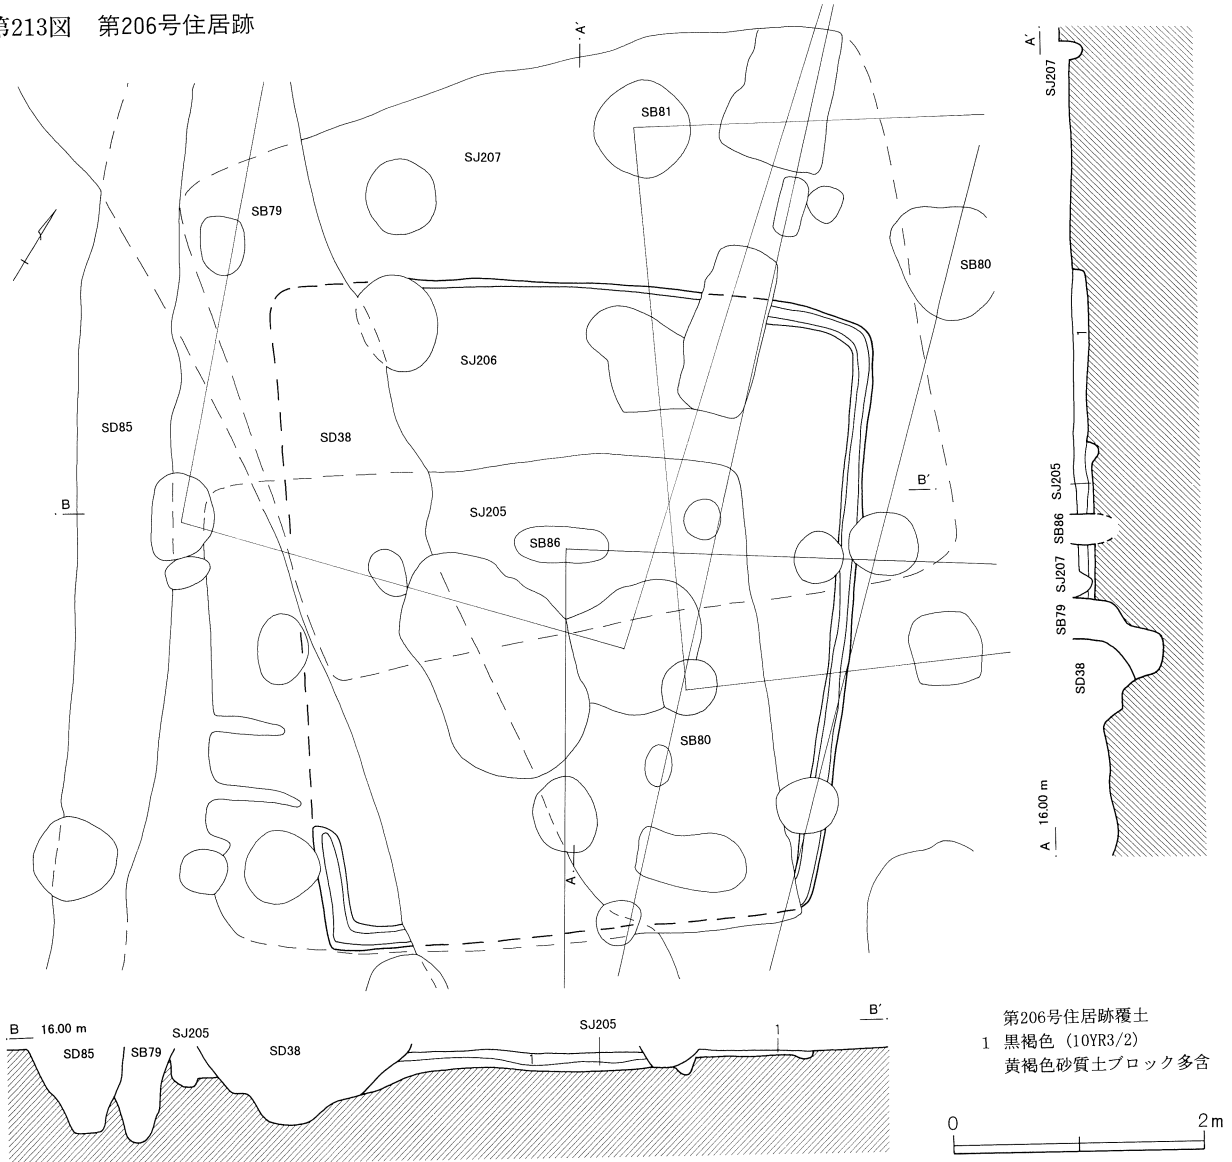 第213図　第206号住居跡
A′
SB81
SJ207
SB79
SB80
SJ206
SD85
SD38
B
B′
SJ205
SB86
SB80
A
A′
SJ207
1
SJ205
SB86
SJ207
SB79
SD38
A 16.00 m
B 16.00 m
SD85
SB79
SJ205
SD38
1
SJ205
1
B′
第206号住居跡覆土
1 黒褐色 (10YR3/2)
黄褐色砂質土ブロック多含
0
2m